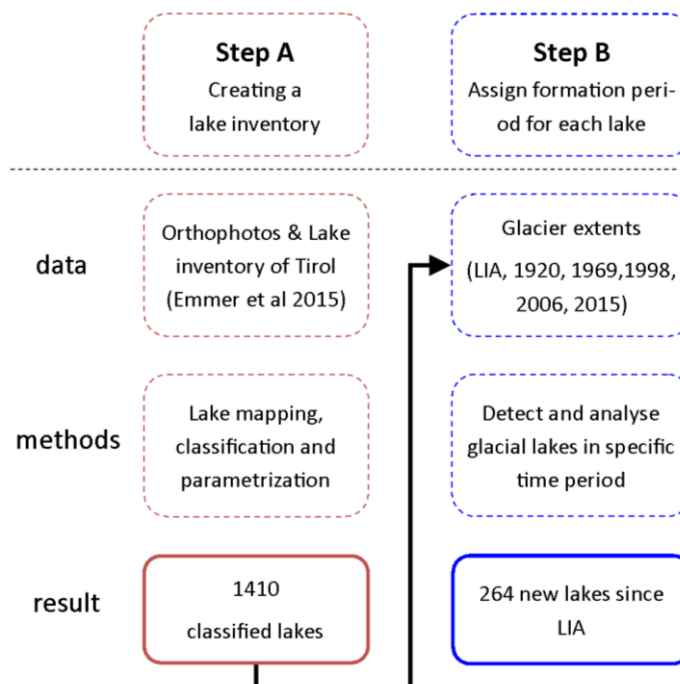 Step A
Creating a
lake inventory
Step B
Assign formation peri-
od for each lake
data
Orthophotos & Lake
inventory of Tirol
(Emmer et al 2015)
Glacier extents
(LIA, 1920, 1969,1998,
2006, 2015)
methods
Lake mapping,
classification and
parametrization
Detect and analyse
glacial lakes in specific
time period
result
1410
classified lakes
264 new lakes since
LIA